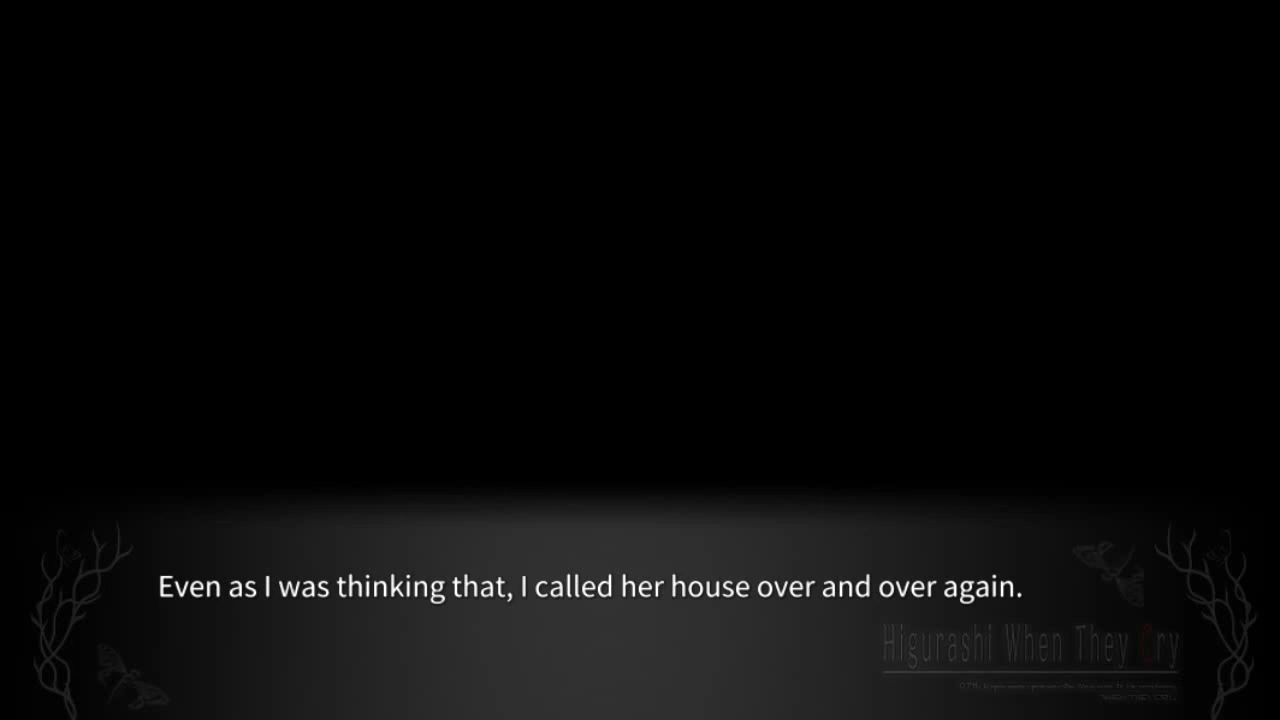 Even as I was thinking that, I called her house over and over again.
Higurashi When They Cry